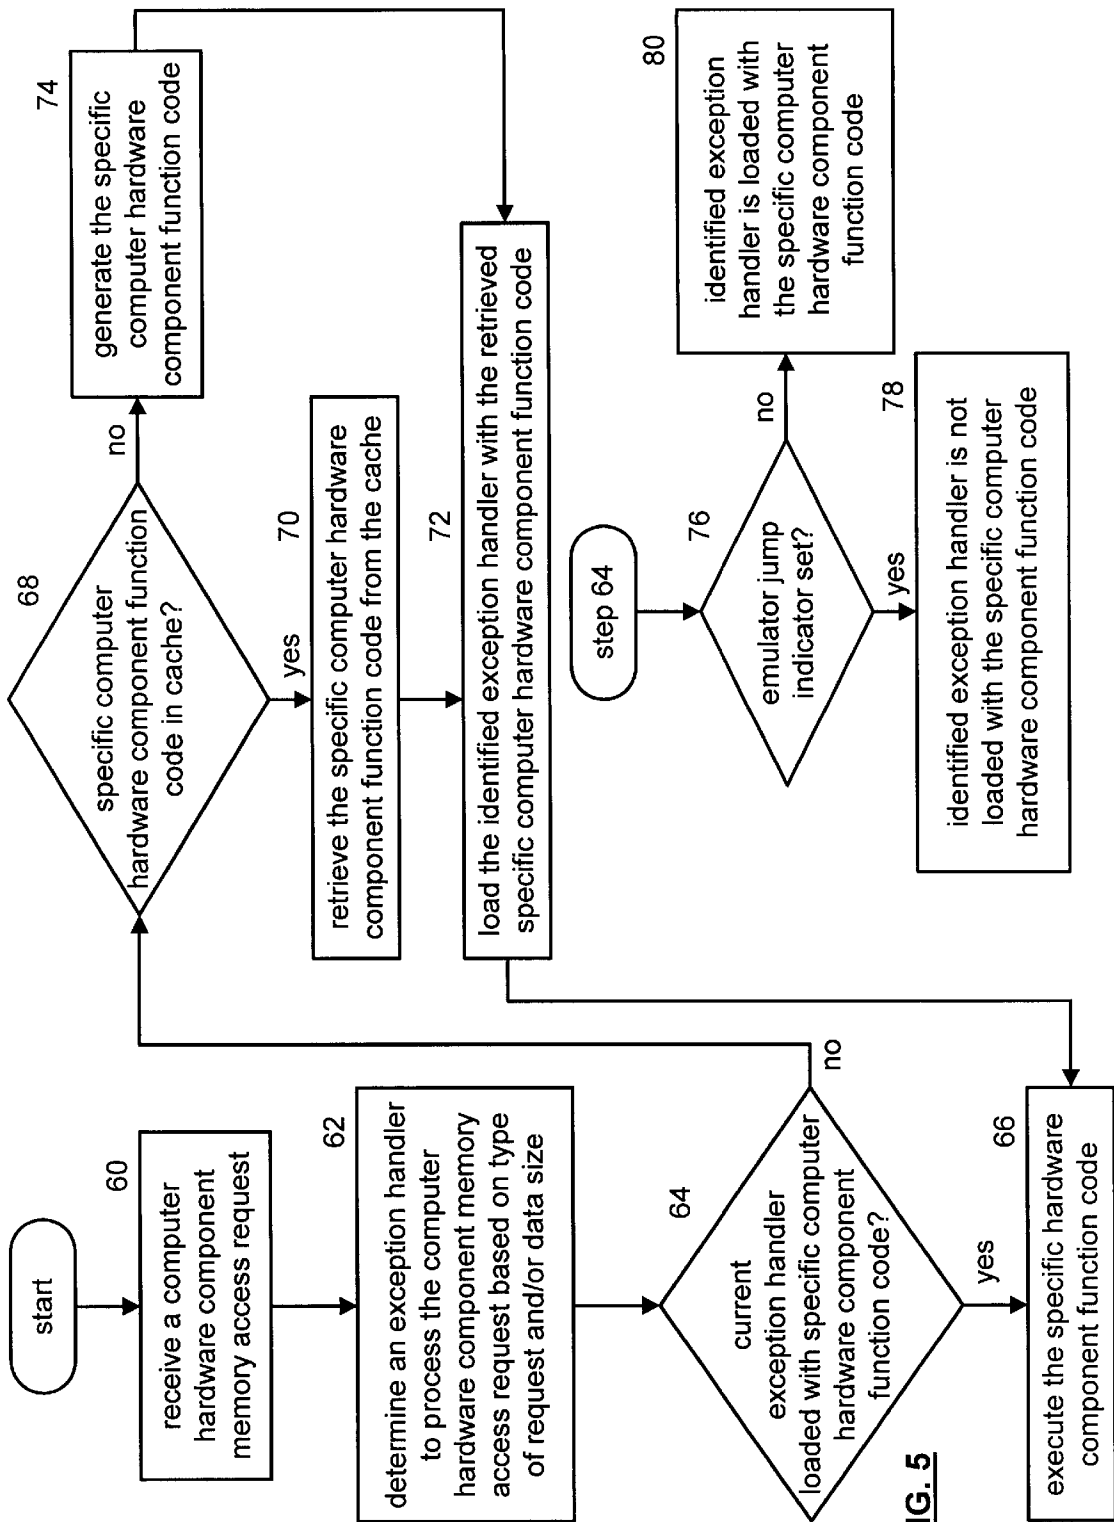 start
60
receive a computer
hardware component
memory access request
62
determine an exception handler
to process the computer
hardware component memory
access request based on type
of request and/or data size
64
current
exception handler
loaded with specific computer
hardware component
function code?
no
yes
66
execute the specific hardware
component function code
68
specific computer
hardware component function
code in cache?
no
yes
74
generate the specific
computer hardware
component function code
70
retrieve the specific computer hardware
component function code from the cache
72
load the identified exception handler with the retrieved
specific computer hardware component function code
step 64
76
emulator jump
indicator set?
no
yes
80
identified exception
handler is loaded with
the specific computer
hardware component
function code
78
identified exception handler is not
loaded with the specific computer
hardware component function code
IG. 5